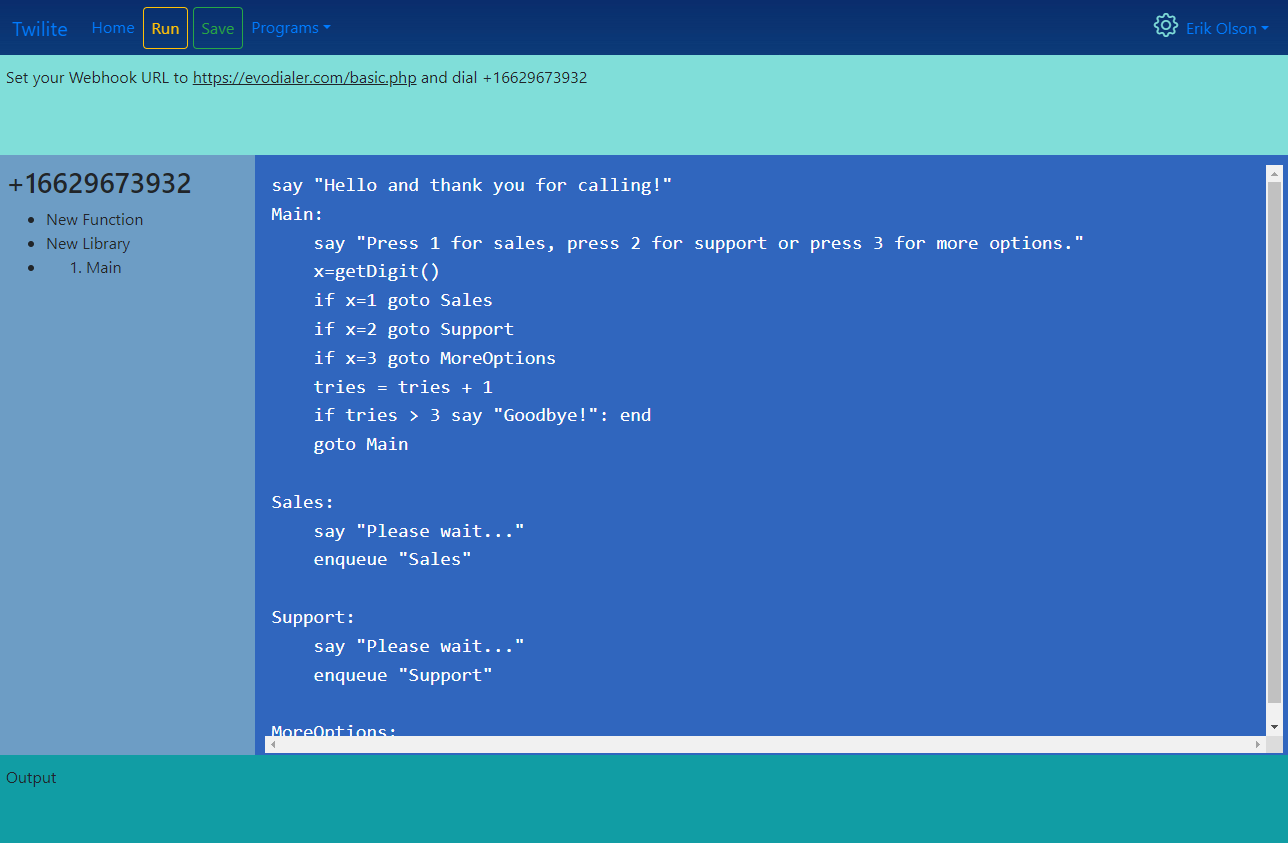 Twilite Home Run Save Programs Erik Olson
Set your Webhook URL to https://evodialer.com/basic.php and dial +16629673932
+16629673932
New Function
New Library
1. Main
say "Hello and thank you for calling!"
Main:
    say "Press 1 for sales, press 2 for support or press 3 for more options."
    x=getDigit()
    if x=1 goto Sales
    if x=2 goto Support
    if x=3 goto MoreOptions
    tries = tries + 1
    if tries > 3 say "Goodbye!": end
    goto Main
Sales:
    say "Please wait..."
    enqueue "Sales"
Support:
    say "Please wait..."
    enqueue "Support"
MoreOptions:
Output